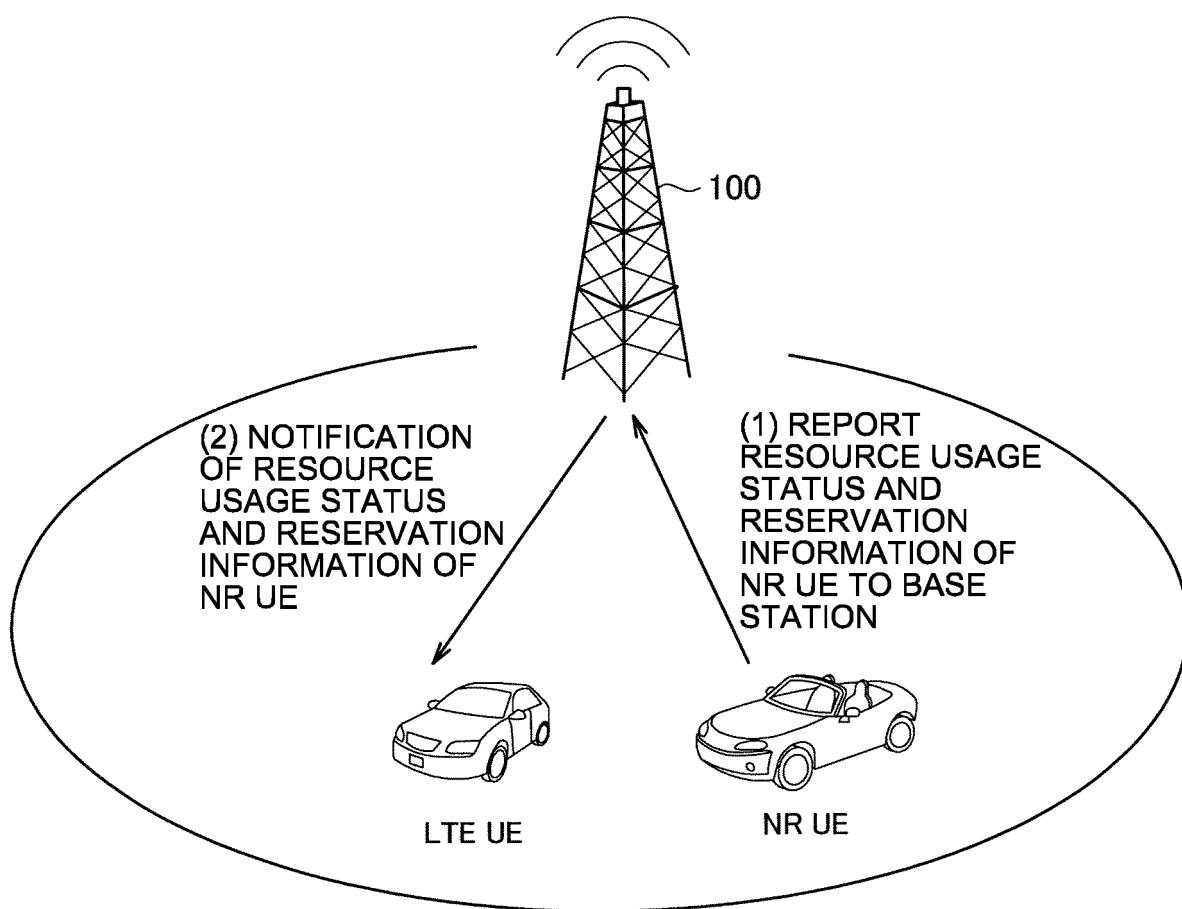 100
(2) NOTIFICATION
OF RESOURCE
USAGE STATUS
AND RESERVATION
INFORMATION OF
NR UE
(1) REPORT
RESOURCE USAGE
STATUS AND
RESERVATION
INFORMATION OF
NR UE TO BASE
STATION
LTE UE
NR UE